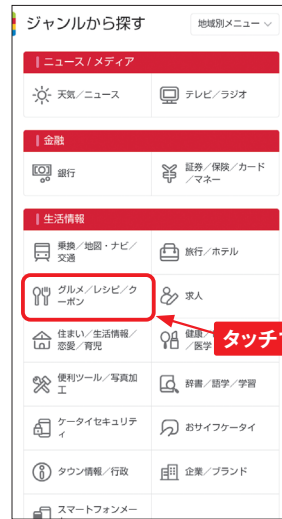 ジャンルから探す
地域別メニュー
ニュース / メディア
天気／ニュース
テレビ／ラジオ
金融
銀行
証券／保険／カード
／マネー
生活情報
乗換／地図・ナビ／
交通
旅行／ホテル
グルメ／レシピ／ク
ーポン
求人
住まい／生活情報／
恋愛／育児
健康／
／医学
タッチ
便利ツール／写真加
工
辞書／語学／学習
ケータイセキュリテ
ィ
おサイフケータイ
タウン情報／行政
企業／ブランド
スマートフォンメー